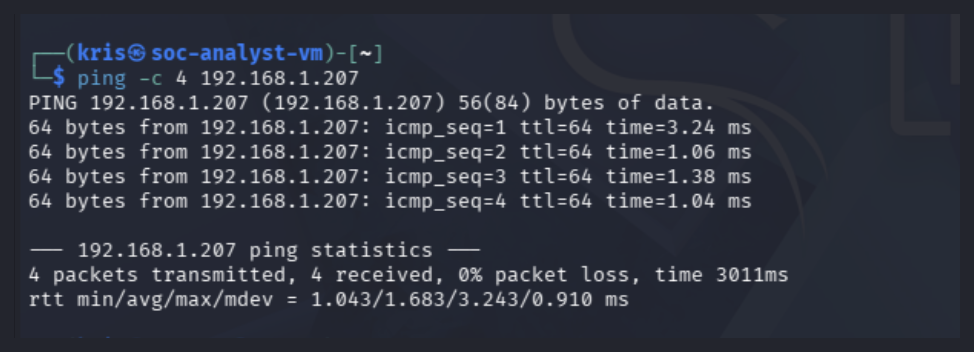 ┌──(kris㉿soc-analyst-vm)-[~]
└─$ ping -c 4 192.168.1.207
PING 192.168.1.207 (192.168.1.207) 56(84) bytes of data.
64 bytes from 192.168.1.207: icmp_seq=1 ttl=64 time=3.24 ms
64 bytes from 192.168.1.207: icmp_seq=2 ttl=64 time=1.06 ms
64 bytes from 192.168.1.207: icmp_seq=3 ttl=64 time=1.38 ms
64 bytes from 192.168.1.207: icmp_seq=4 ttl=64 time=1.04 ms

--- 192.168.1.207 ping statistics ---
4 packets transmitted, 4 received, 0% packet loss, time 3011ms
rtt min/avg/max/mdev = 1.043/1.683/3.243/0.910 ms